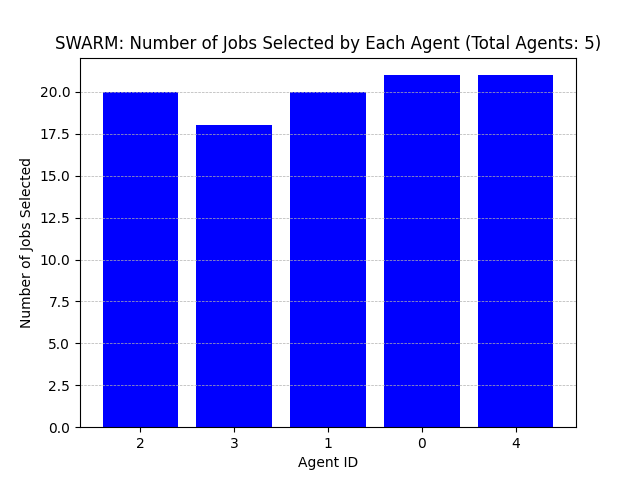 SWARM: Number of Jobs Selected by Each Agent (Total Agents: 5)
Number of Jobs Selected
20.0
17.5
15.0
12.5
10.0
7.5
5.0
2.5
0.0
2 3 1 0 4
Agent ID